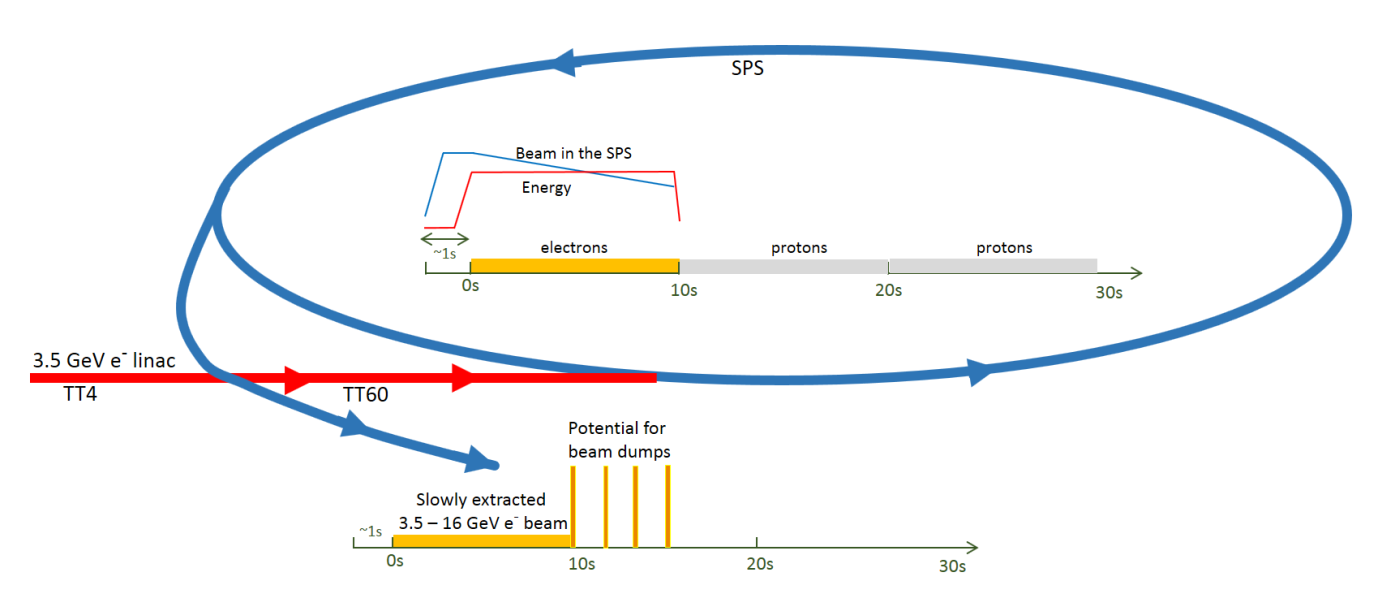 SPS
Beam in the SPS
Energy
~1s
electrons
protons
protons
0s
10s
20s
30s
3.5 GeV e⁻ linac
TT4
TT60
Potential for
beam dumps
Slowly extracted
3.5 – 16 GeV e⁻ beam
~1s
0s
10s
20s
30s